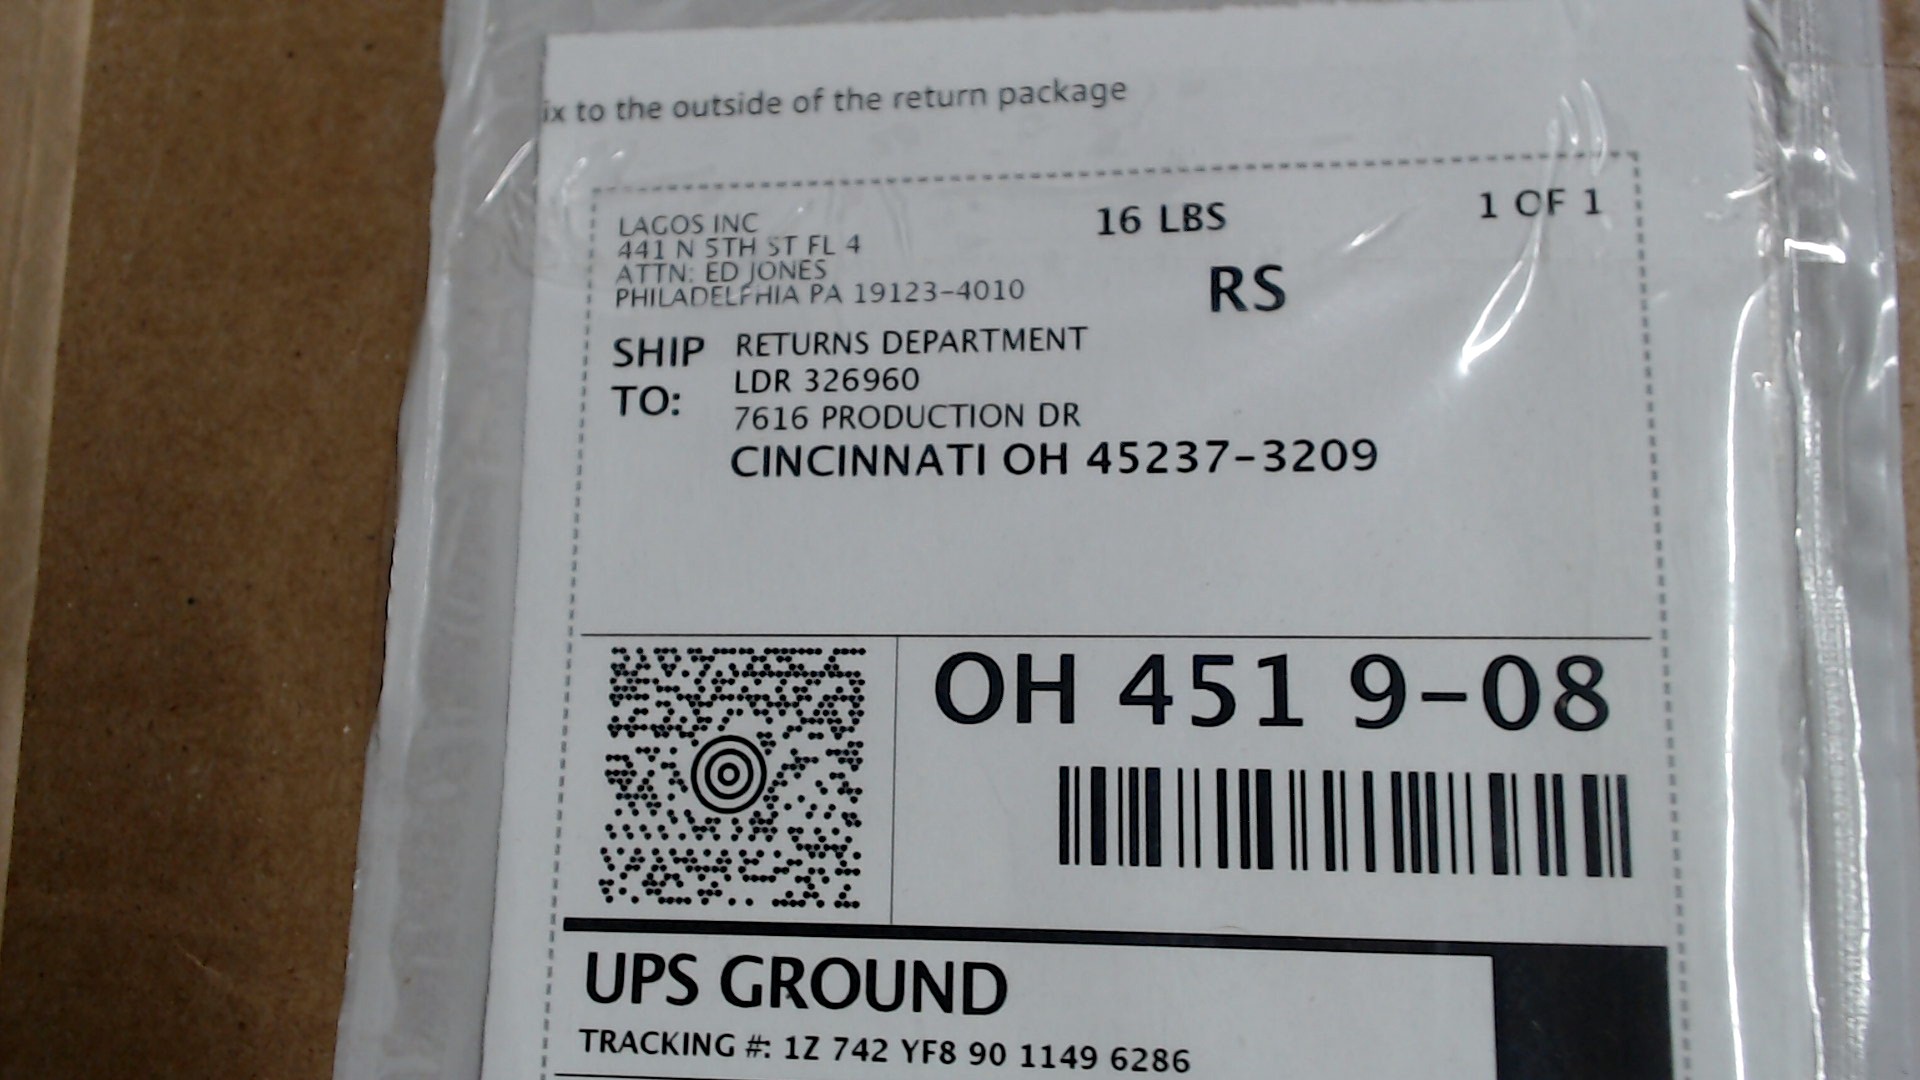 ix to the outside of the return package
LAGOS INC
441 N 5TH ST FL 4
ATTN: ED JONES
PHILADELPHIA PA 19123-4010
16 LBS
1 OF 1
RS
SHIP TO:
RETURNS DEPARTMENT
LDR 326960
7616 PRODUCTION DR
CINCINNATI OH 45237-3209
OH 451 9-08
UPS GROUND
TRACKING #: 1Z 742 YF8 90 1149 6286